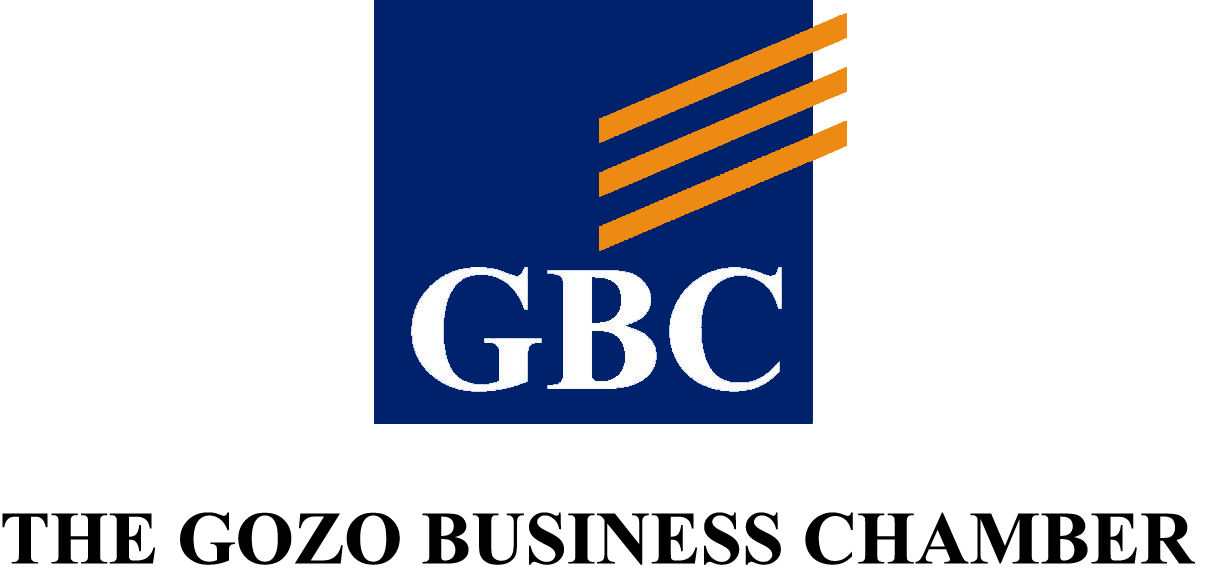 GBC
THE GOZO BUSINESS CHAMBER